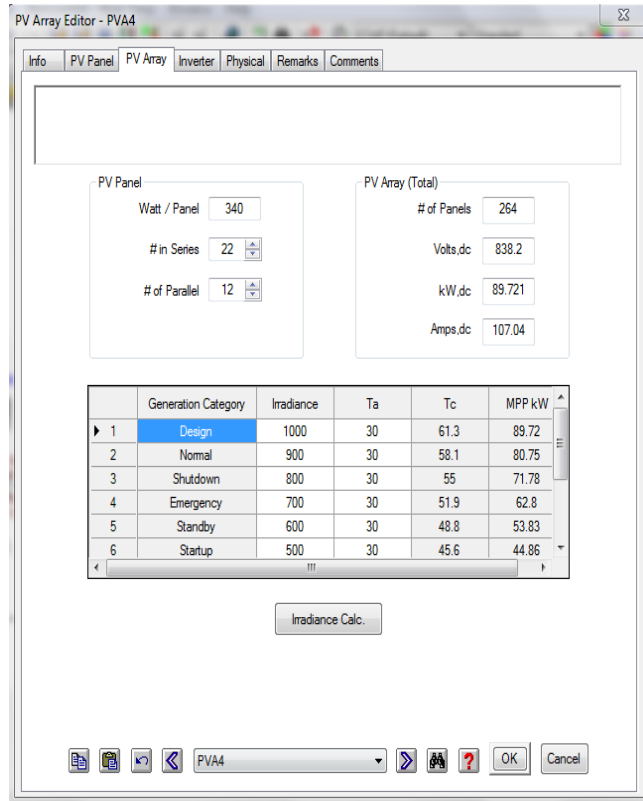 PV Array Editor - PVA4
Info PV Panel PV Array Inverter Physical Remarks Comments
PV Panel
Watt / Panel 340
# in Series 22
# of Parallel 12
PV Array (Total)
# of Panels 264
Volts,dc 838.2
kW,dc 89.721
Amps,dc 107.04
Generation Category Irradiance Ta Tc MPP kW
1 Design 1000 30 61.3 89.72
2 Normal 900 30 58.1 80.75
3 Shutdown 800 30 55 71.78
4 Emergency 700 30 51.9 62.8
5 Standby 600 30 48.8 53.83
6 Startup 500 30 45.6 44.86
Irradiance Calc.
PVA4 ? OK Cancel